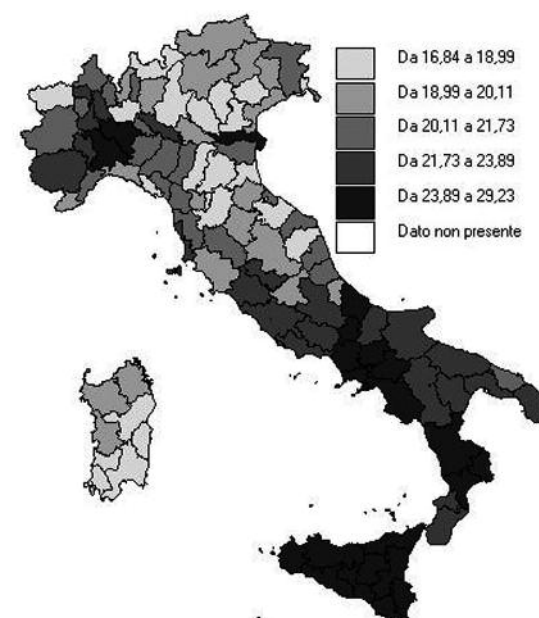 Da 16,84 a 18,99
Da 18,99 a 20,11
Da 20,11 a 21,73
Da 21,73 a 23,89
Da 23,89 a 29,23
Dato non presente